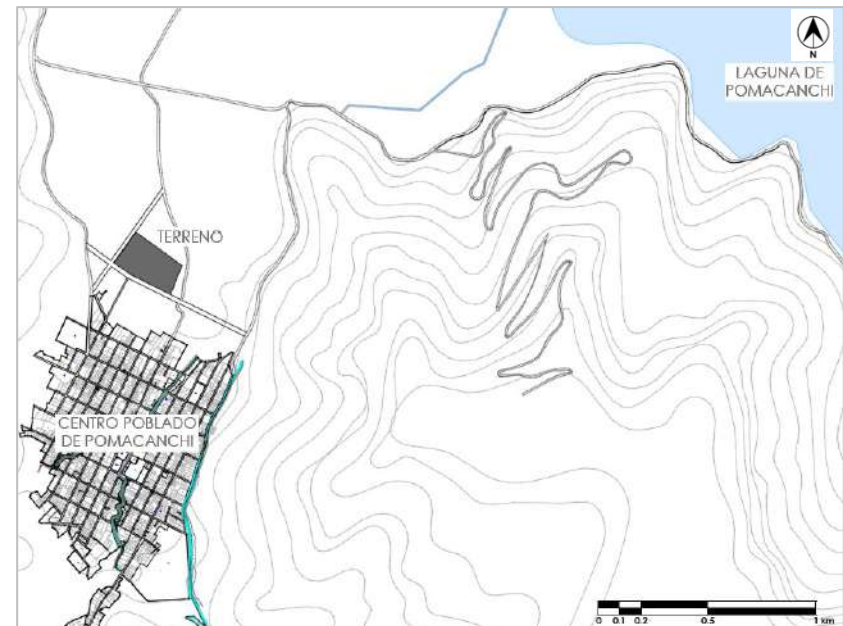 N
LAGUNA DE
POMACANCHI
TERRENO
CENTRO POBLADO
DE POMACANCHI
0 0.1 0.2 0.5 1 km